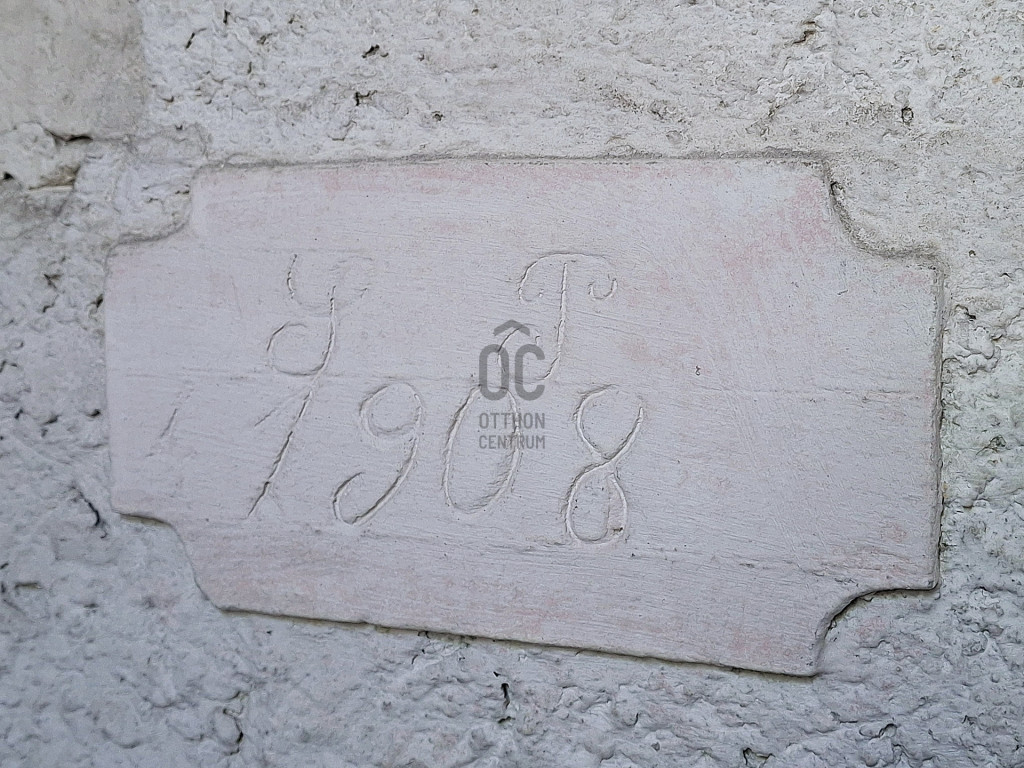 J T
1908
OC
OTTHON
CENTRUM